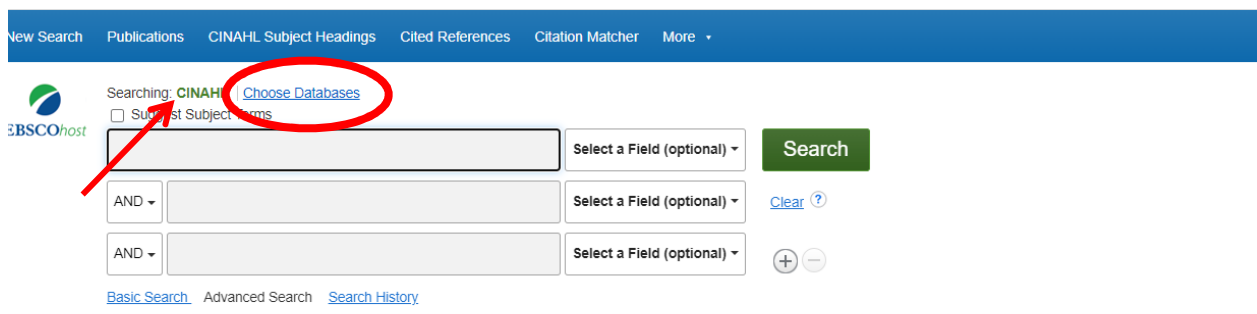 New Search Publications CINAHL Subject Headings Cited References Citation Matcher More
Searching: CINAHL Choose Databases
Suggest Subject Terms
EBSCOhost
Select a Field (optional) Search
AND Select a Field (optional) Clear ?
AND Select a Field (optional)
Basic Search Advanced Search Search History